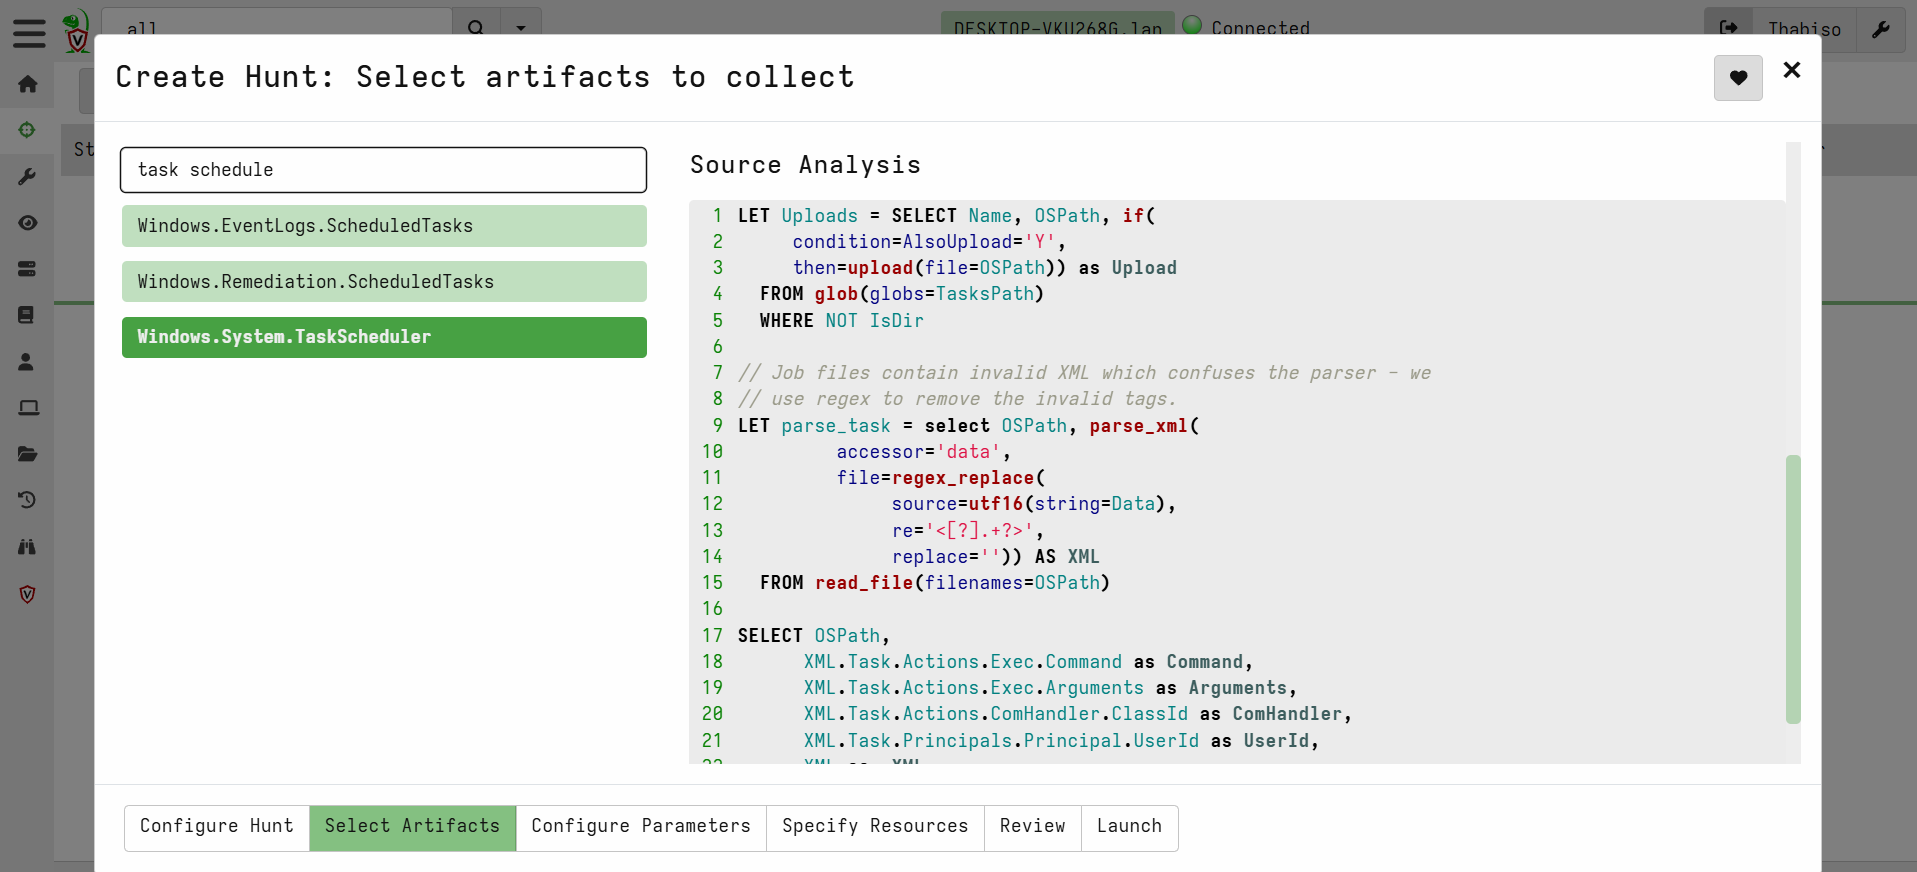 all
DESKTOP-VKU268G.lan
Connected
Thabiso
Create Hunt: Select artifacts to collect
St
task schedule
Windows.EventLogs.ScheduledTasks
Windows.Remediation.ScheduledTasks
Windows.System.TaskScheduler
Source Analysis
1 LET Uploads = SELECT Name, OSPath, if(
2 condition=AlsoUpload='Y',
3 then=upload(file=OSPath)) as Upload
4 FROM glob(globs=TasksPath)
5 WHERE NOT IsDir
6
7 // Job files contain invalid XML which confuses the parser - we
8 // use regex to remove the invalid tags.
9 LET parse_task = select OSPath, parse_xml(
10 accessor='data',
11 file=regex_replace(
12 source=utf16(string=Data),
13 re='<[?].+?>',
14 replace='')) AS XML
15 FROM read_file(filenames=OSPath)
16
17 SELECT OSPath,
18 XML.Task.Actions.Exec.Command as Command,
19 XML.Task.Actions.Exec.Arguments as Arguments,
20 XML.Task.Actions.ComHandler.ClassId as ComHandler,
21 XML.Task.Principals.Principal.UserId as UserId,
Configure Hunt
Select Artifacts
Configure Parameters
Specify Resources
Review
Launch